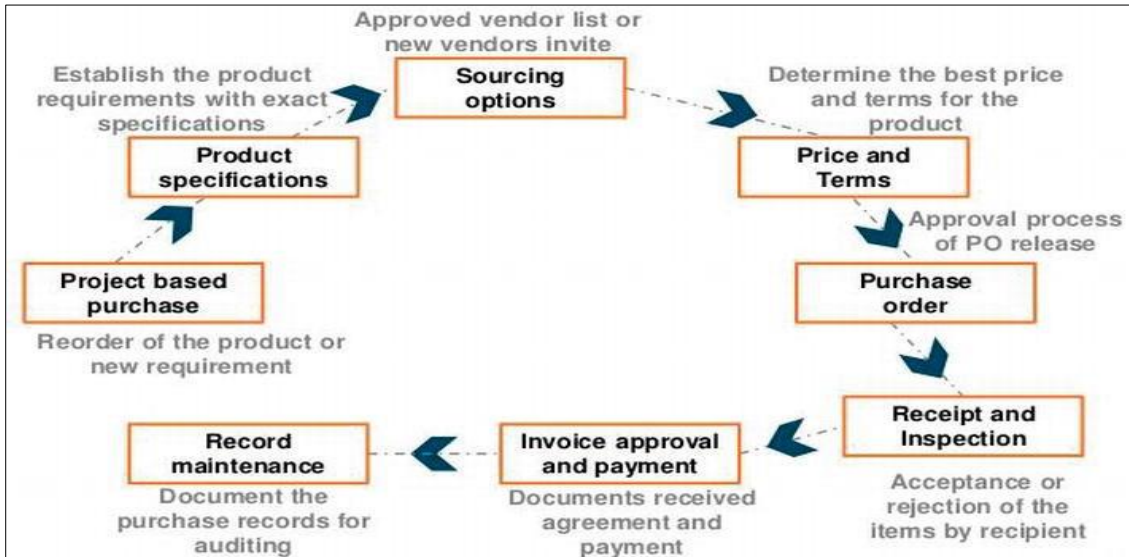 Approved vendor list or
new vendors invite
Sourcing
options
Establish the product
requirements with exact
specifications
Product
specifications
Determine the best price
and terms for the
product
Price and
Terms
Project based
purchase
Reorder of the product or
new requirement
Approval process
of PO release
Purchase
order
Receipt and
Inspection
Acceptance or
rejection of the
items by recipient
Invoice approval
and payment
Documents received
agreement and
payment
Record
maintenance
Document the
purchase records for
auditing